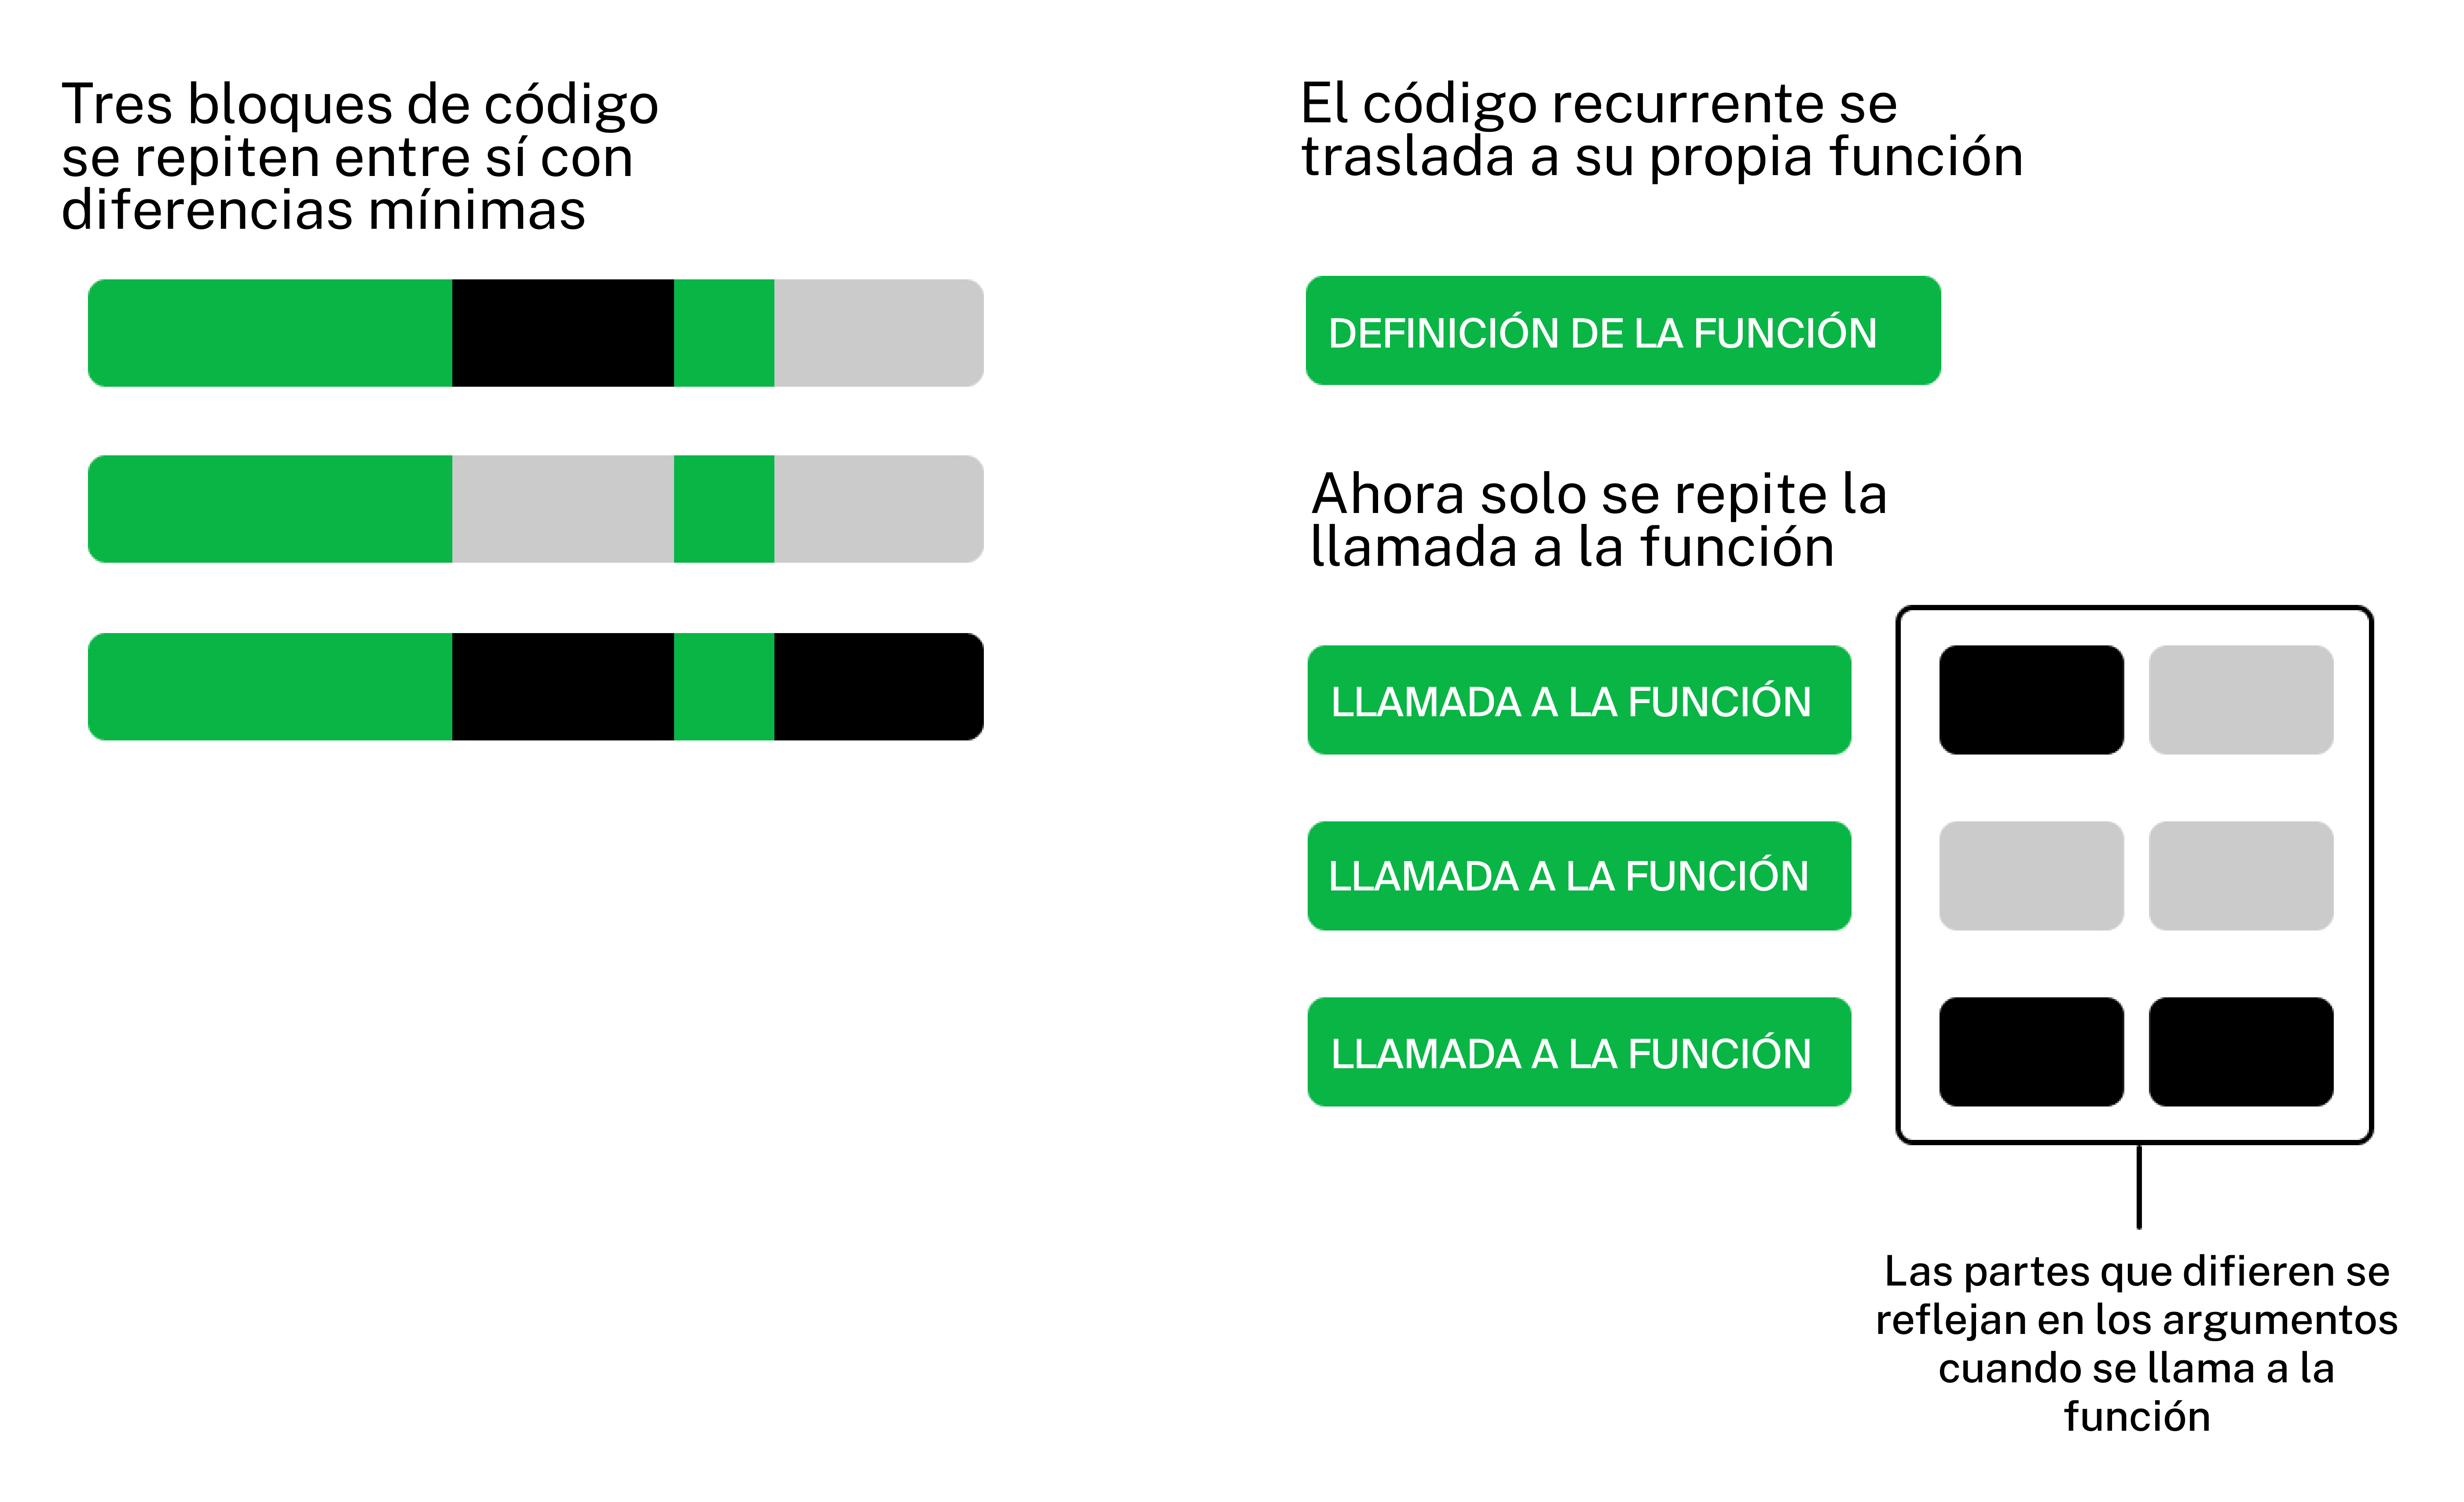 Tres bloques de código
se repiten entre sí con
diferencias mínimas
El código recurrente se
traslada a su propia función
DEFINICIÓN DE LA FUNCIÓN
Ahora solo se repite la
llamada a la función
LLAMADA A LA FUNCIÓN
LLAMADA A LA FUNCIÓN
LLAMADA A LA FUNCIÓN
Las partes que difieren se
reflejan en los argumentos
cuando se llama a la
función